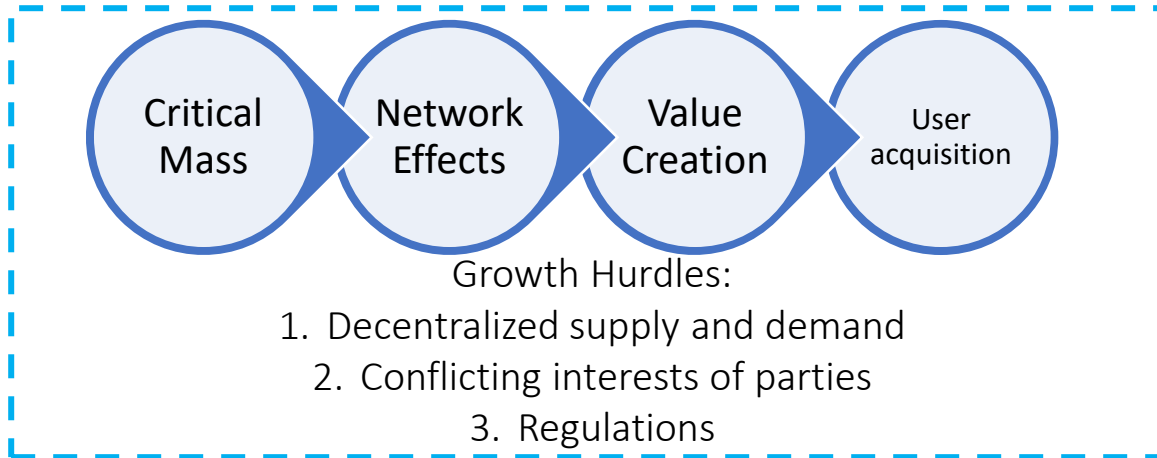 Critical
Mass
Network
Effects
Value
Creation
User
acquisition
Growth Hurdles:
1. Decentralized supply and demand
2. Conflicting interests of parties
3. Regulations